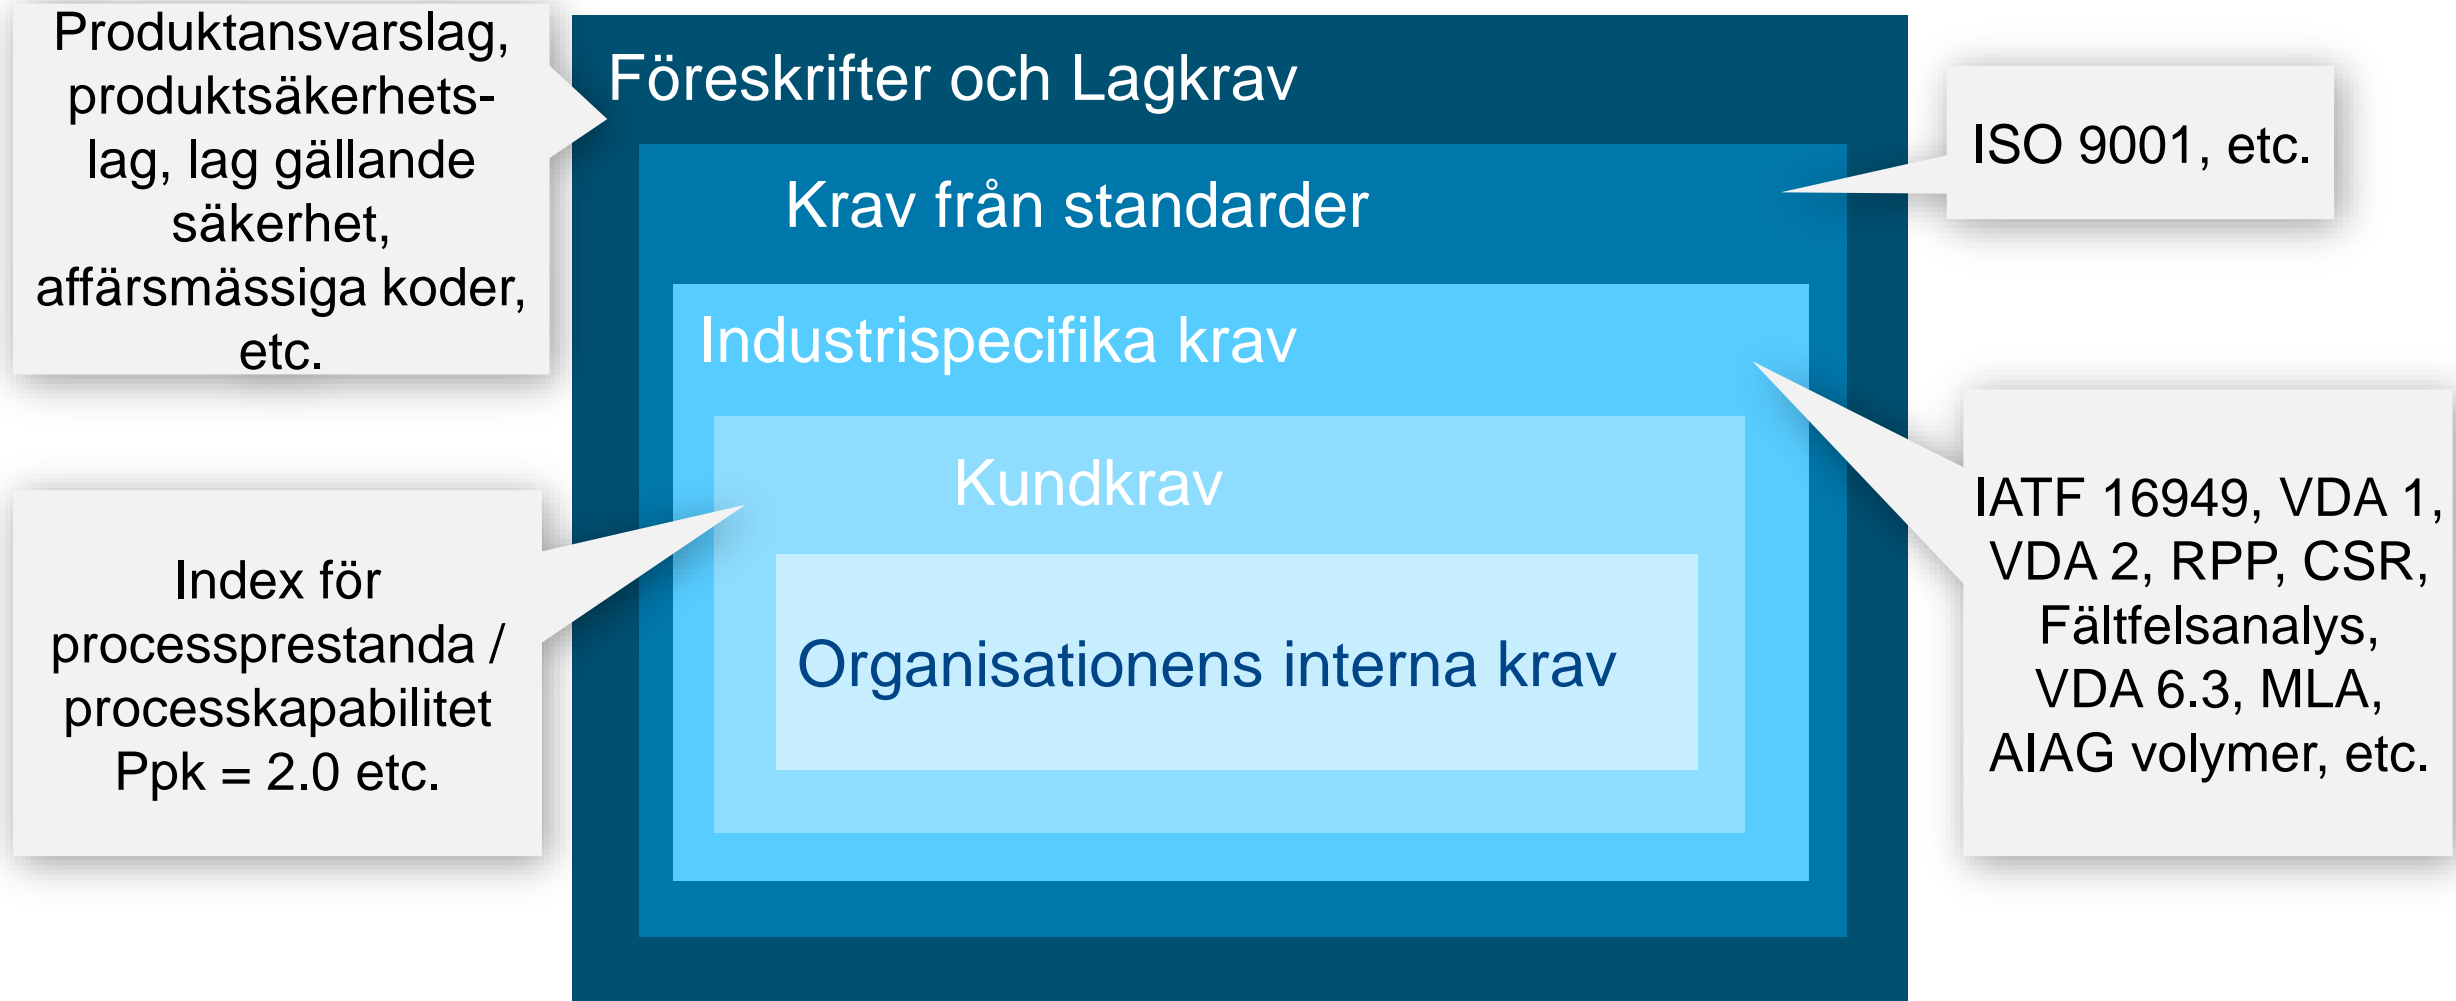 Produktansvarslag,
produktsäkerhets-
lag, lag gällande
säkerhet,
affärsmässiga koder,
etc.
Föreskrifter och Lagkrav
ISO 9001, etc.
Krav från standarder
Industrispecifika krav
IATF 16949, VDA 1,
VDA 2, RPP, CSR,
Fältfelsanalys,
VDA 6.3, MLA,
AIAG volymer, etc.
Kundkrav
Index för
processprestanda /
processkapabilitet
Ppk = 2.0 etc.
Organisationens interna krav